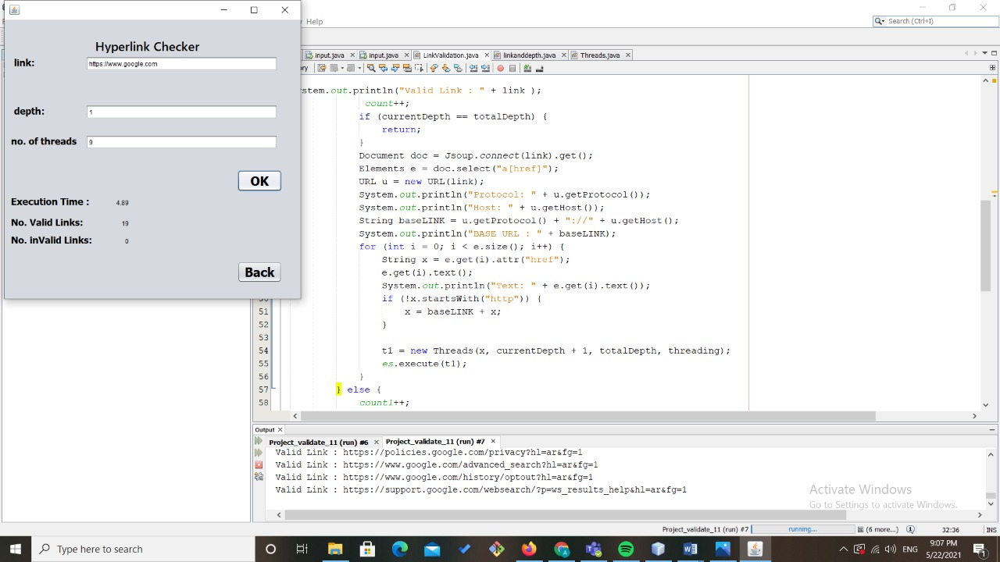 Help
Search (Ctrl+I)
Hyperlink Checker
link:
https://www.google.com
depth:
1
no. of threads
9
OK
Execution Time :
4.89
No. Valid Links:
19
No. inValid Links:
0
Back
input.java
input.java
LinkValidation.java
linkanddepth.java
Threads.java
stem.out.println("Valid Link : " + link );
count++;
if (currentDepth == totalDepth) {
return;
}
Document doc = Jsoup.connect(link).get();
Elements e = doc.select("a[href]");
URL u = new URL(link);
System.out.println("Protocol: " + u.getProtocol());
System.out.println("Host: " + u.getHost());
String baseLINK = u.getProtocol() + "://" + u.getHost();
System.out.println("BASE URL : " + baseLINK);
for (int i = 0; i < e.size(); i++) {
String x = e.get(i).attr("href");
e.get(i).text();
System.out.println("Text: " + e.get(i).text());
if (!x.startsWith("http")) {
51 x = baseLINK + x;
52 }
53
54 t1 = new Threads(x, currentDepth + 1, totalDepth, threading);
55 es.execute(t1);
56 }
57 } else {
58 count1++;
Output
Project_validate_11 (run) #6
Project_validate_11 (run) #7
Valid Link : https://policies.google.com/privacy?hl=ar&fg=1
Valid Link : https://www.google.com/advanced_search?hl=ar&fg=1
Valid Link : https://www.google.com/history/optout?hl=ar&fg=1
Valid Link : https://support.google.com/websearch/?p=ws_results_help&hl=ar&fg=1
Activate Windows
Go to Settings to activate Windows.
Project_validate_11 (run) #7
running...
(6 more...)
32:36
INS
Type here to search
ENG
9:07 PM
5/22/2021